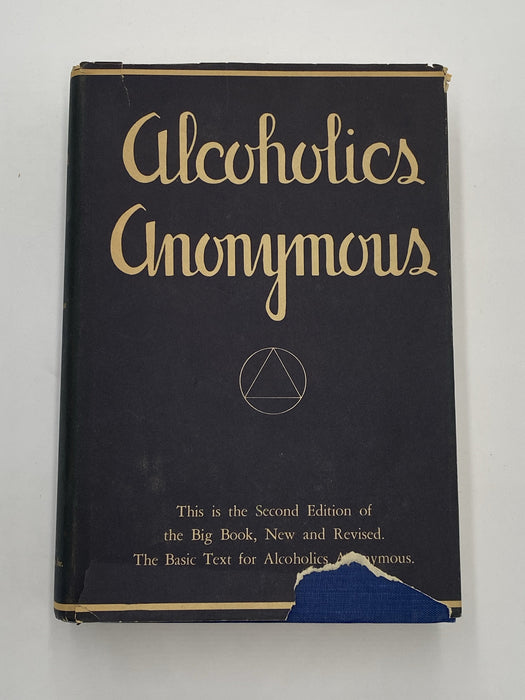 Alcoholics
Anonymous
This is the Second Edition of
the Big Book, New and Revised.
The Basic Text for Alcoholics A ymous.